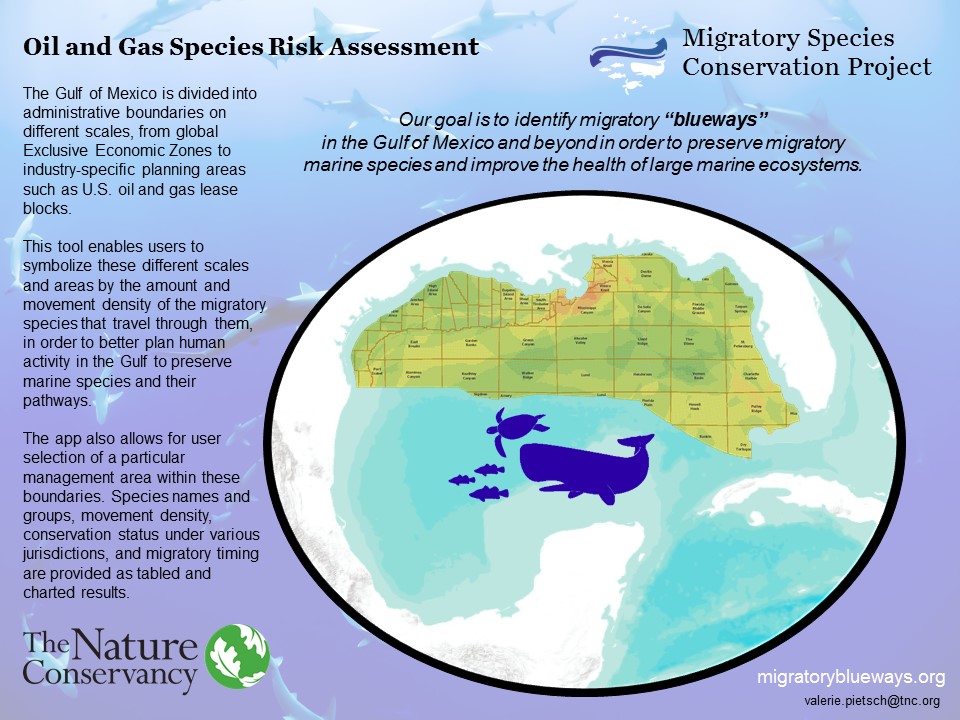 Oil and Gas Species Risk Assessment
Migratory Species
Conservation Project
The Gulf of Mexico is divided into
administrative boundaries on
different scales, from global
Exclusive Economic Zones to
industry-specific planning areas
such as U.S. oil and gas lease
blocks.
This tool enables users to
symbolize these different scales
and areas by the amount and
movement density of the migratory
species that travel through them,
in order to better plan human
activity in the Gulf to preserve
marine species and their
pathways.
The app also allows for user
selection of a particular
management area within these
boundaries. Species names and
groups, movement density,
conservation status under various
jurisdictions, and migratory timing
are provided as tabled and
charted results.
Our goal is to identify migratory “blueways”
in the Gulf of Mexico and beyond in order to preserve migratory
marine species and improve the health of large marine ecosystems.
The Nature
Conservancy
migratoryblueways.org
valerie.pietsch@tnc.org